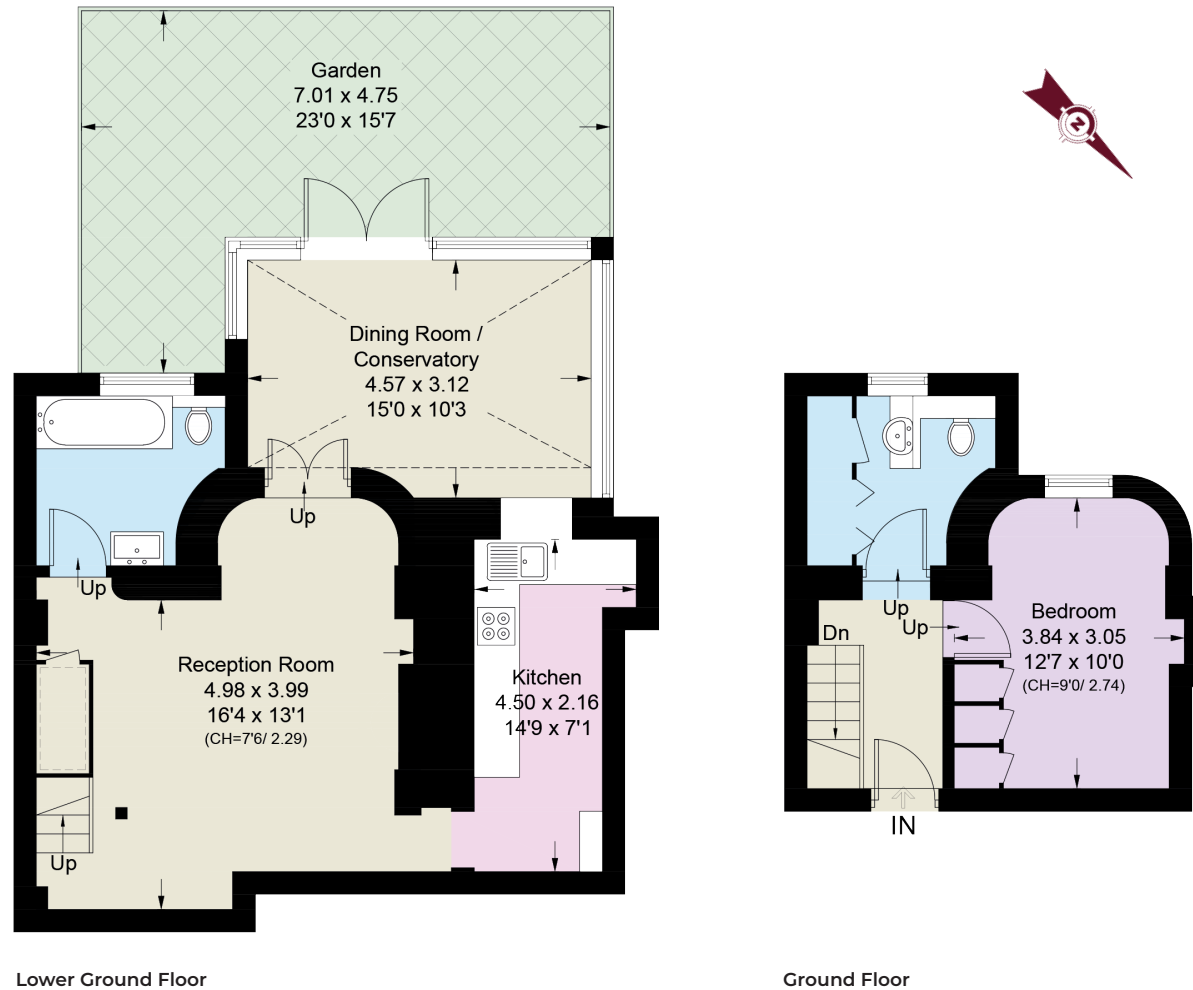 Garden
7.01 x 4.75
23'0 x 15'7
N
Dining Room /
Conservatory
4.57 x 3.12
15'0 x 10'3
Up
Up
Reception Room
4.98 x 3.99
16'4 x 13'1
(CH=7'6/ 2.29)
Kitchen
4.50 x 2.16
14'9 x 7'1
Up
Up
Up
Dn
Bedroom
3.84 x 3.05
12'7 x 10'0
(CH=9'0/ 2.74)
IN
Lower Ground Floor
Ground Floor